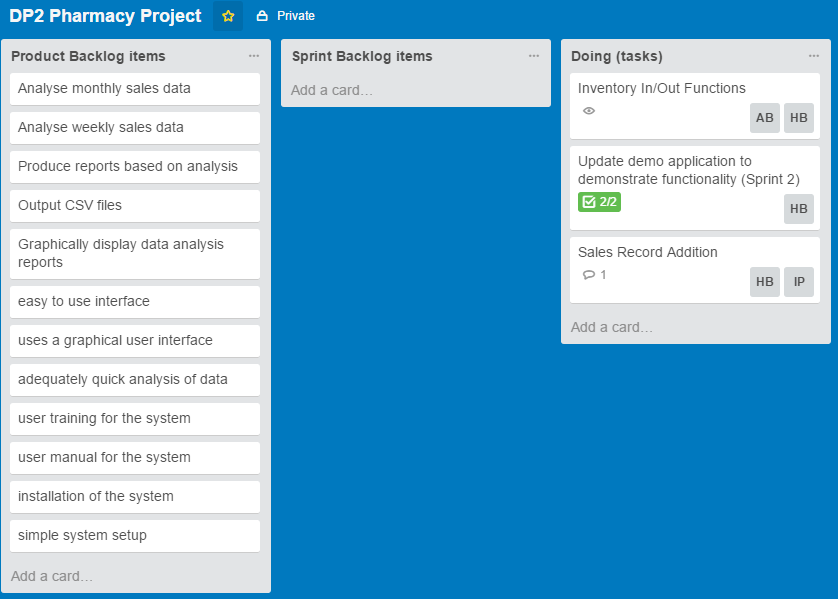 DP2 Pharmacy Project
Private
Product Backlog items
Analyse monthly sales data
Analyse weekly sales data
Produce reports based on analysis
Output CSV files
Graphically display data analysis
reports
easy to use interface
uses a graphical user interface
adequately quick analysis of data
user training for the system
user manual for the system
installation of the system
simple system setup
Add a card…
Sprint Backlog items
Add a card…
Doing (tasks)
Inventory In/Out Functions
AB HB
Update demo application to
demonstrate functionality (Sprint 2)
2/2
HB
Sales Record Addition
1
HB IP
Add a card…